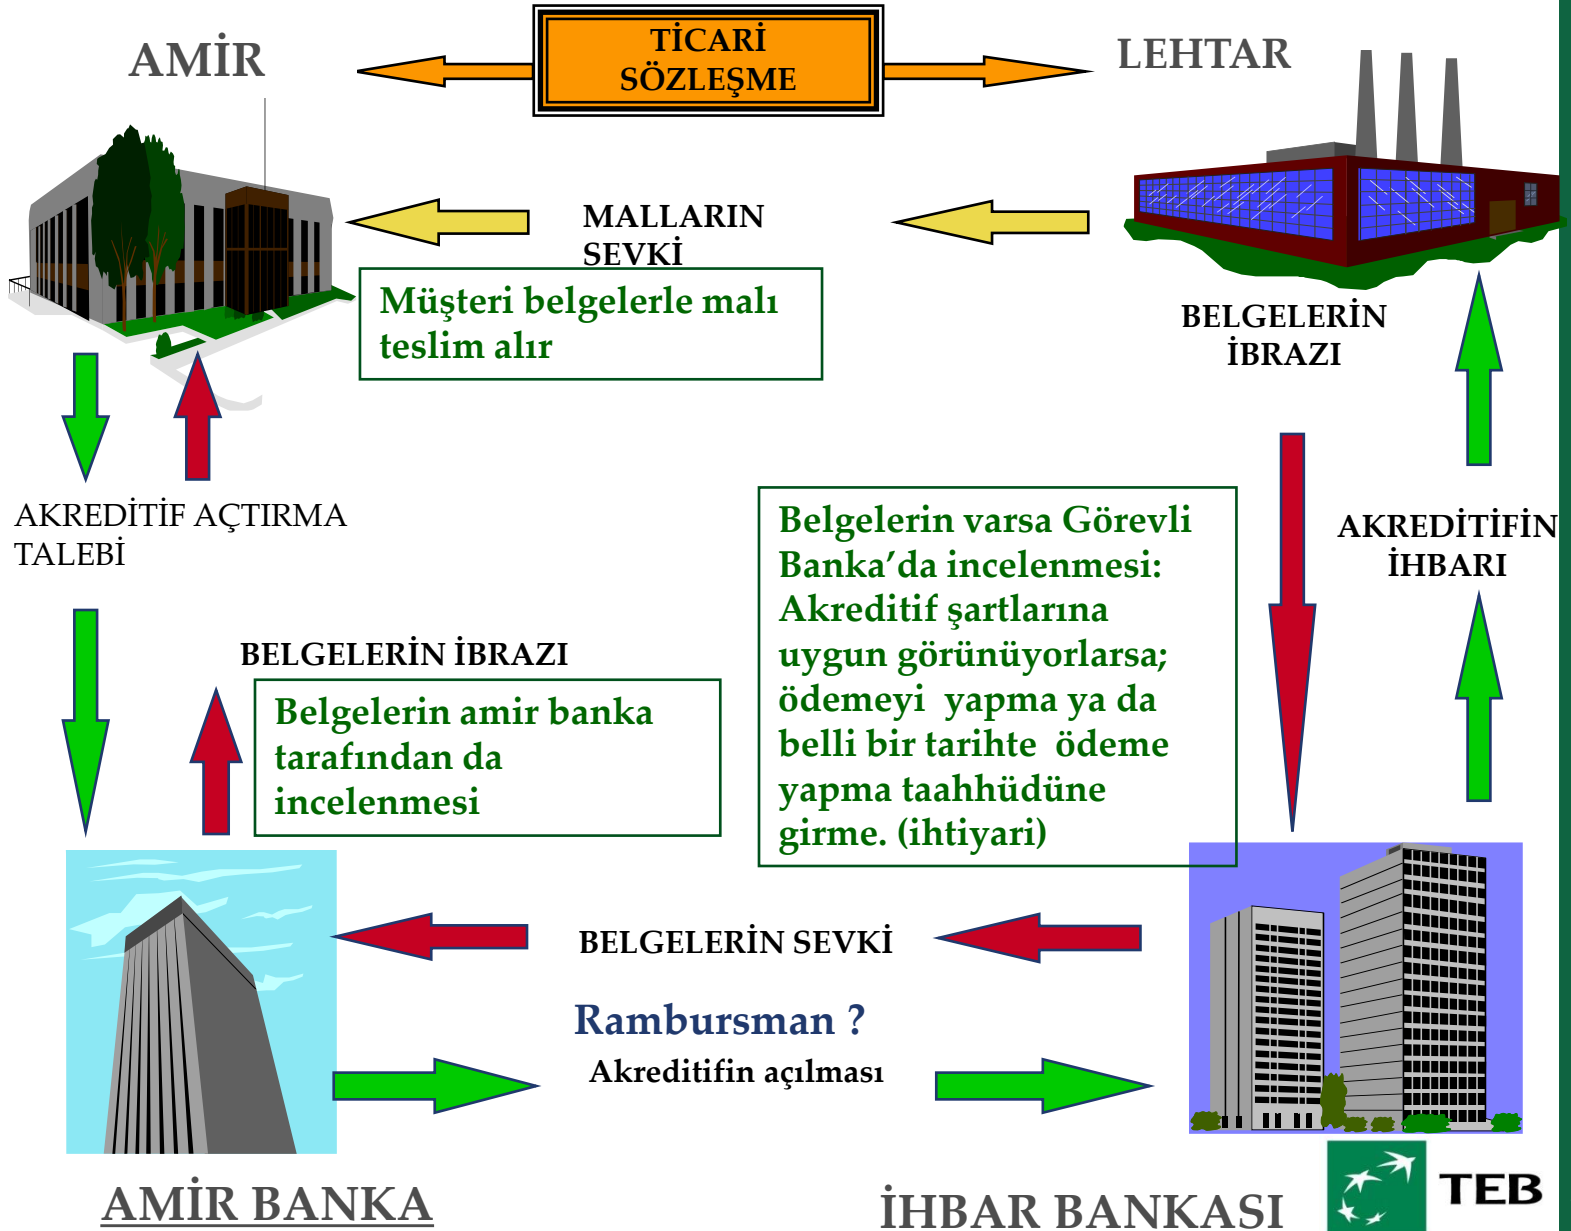 AMİR
TİCARİ
SÖZLEŞME
LEHTAR
MALLARIN
SEVKİ
Müşteri belgelerle malı
teslim alır
BELGELERİN
İBRAZI
AKREDİTİF AÇTIRMA
TALEBİ
Belgelerin varsa Görevli
Banka’da incelenmesi:
Akreditif şartlarına
uygun görünüyorlarsa;
ödemeyi  yapma ya da
belli bir tarihte  ödeme
yapma taahhüdüne
girme. (ihtiyari)
AKREDİTİFİN
İHBARI
BELGELERİN İBRAZI
Belgelerin amir banka
tarafından da
incelenmesi
BELGELERİN SEVKİ
Rambursman ?
Akreditifin açılması
AMİR BANKA
İHBAR BANKASI
TEB